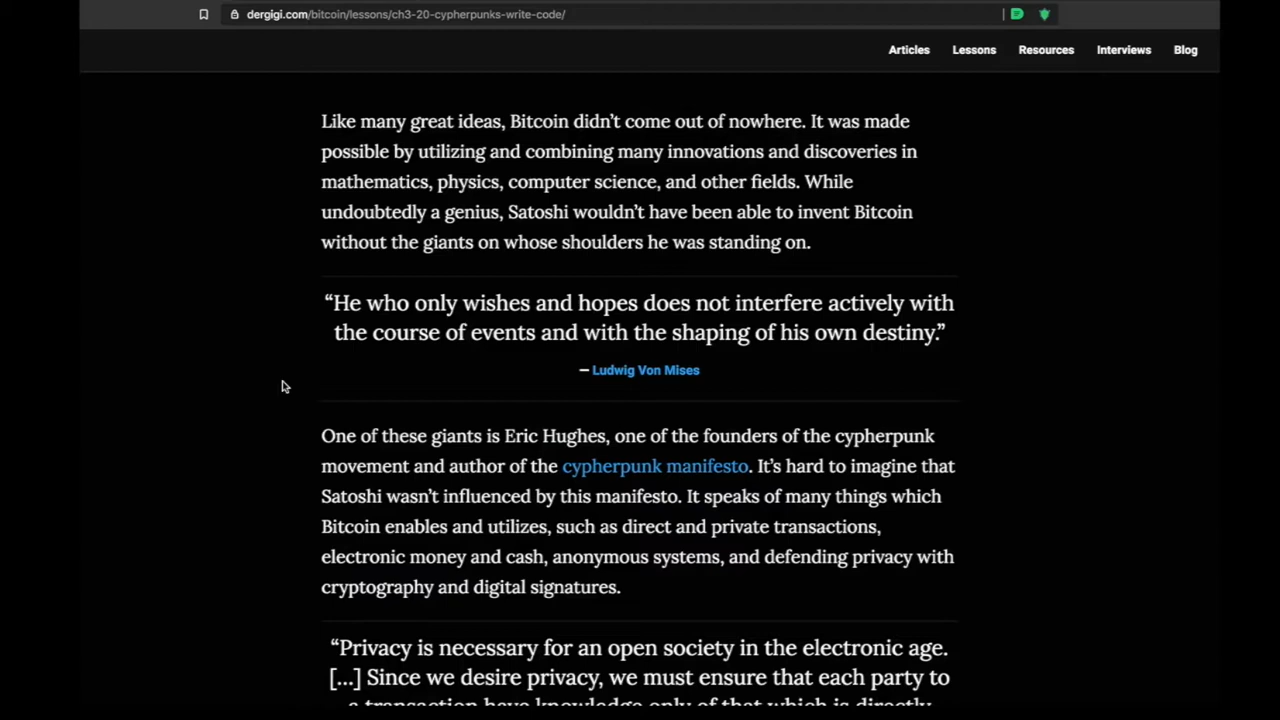 dergigi.com/bitcoin/lessons/ch3-20-cypherpunks-write-code/
Articles Lessons Resources Interviews Blog
Like many great ideas, Bitcoin didn’t come out of nowhere. It was made
possible by utilizing and combining many innovations and discoveries in
mathematics, physics, computer science, and other fields. While
undoubtedly a genius, Satoshi wouldn’t have been able to invent Bitcoin
without the giants on whose shoulders he was standing on.
“He who only wishes and hopes does not interfere actively with
the course of events and with the shaping of his own destiny.”
— Ludwig Von Mises
One of these giants is Eric Hughes, one of the founders of the cypherpunk
movement and author of the cypherpunk manifesto. It’s hard to imagine that
Satoshi wasn’t influenced by this manifesto. It speaks of many things which
Bitcoin enables and utilizes, such as direct and private transactions,
electronic money and cash, anonymous systems, and defending privacy with
cryptography and digital signatures.
“Privacy is necessary for an open society in the electronic age.
[…] Since we desire privacy, we must ensure that each party to
a transaction have knowledge only of that which is directly